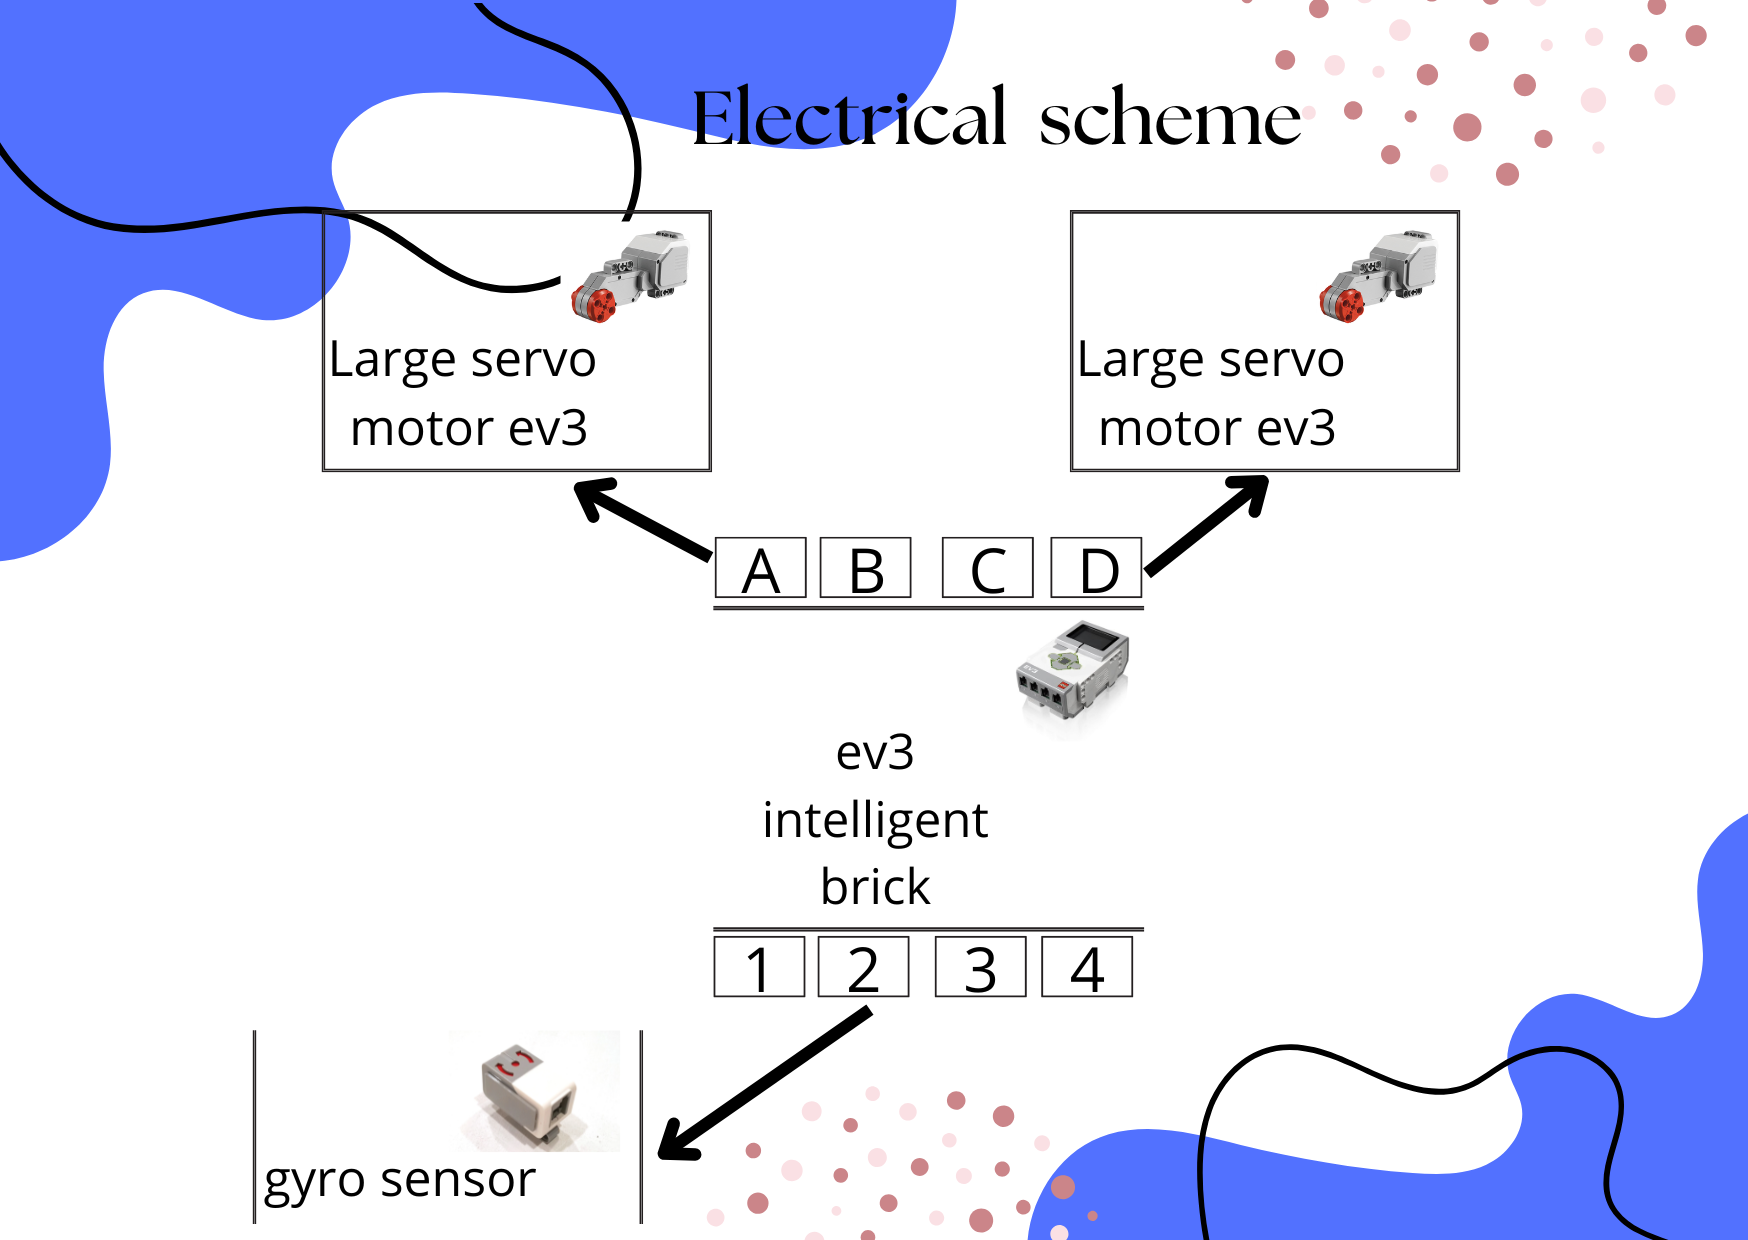 Electrical scheme
Large servo
motor ev3
Large servo
motor ev3
A B C D
EV3
ev3
intelligent
brick
1 2 3 4
gyro sensor